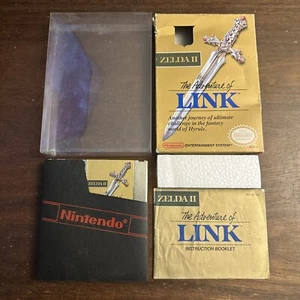 ZELDA II
The Adventure of
LINK
Another journey of ultimate
challenge in the fantasy
world of Hyrule.
Nintendo
ENTERTAINMENT SYSTEM
ZELDA II
Nintendo
ZELDA II
The Adventure of
LINK
INSTRUCTION BOOKLET